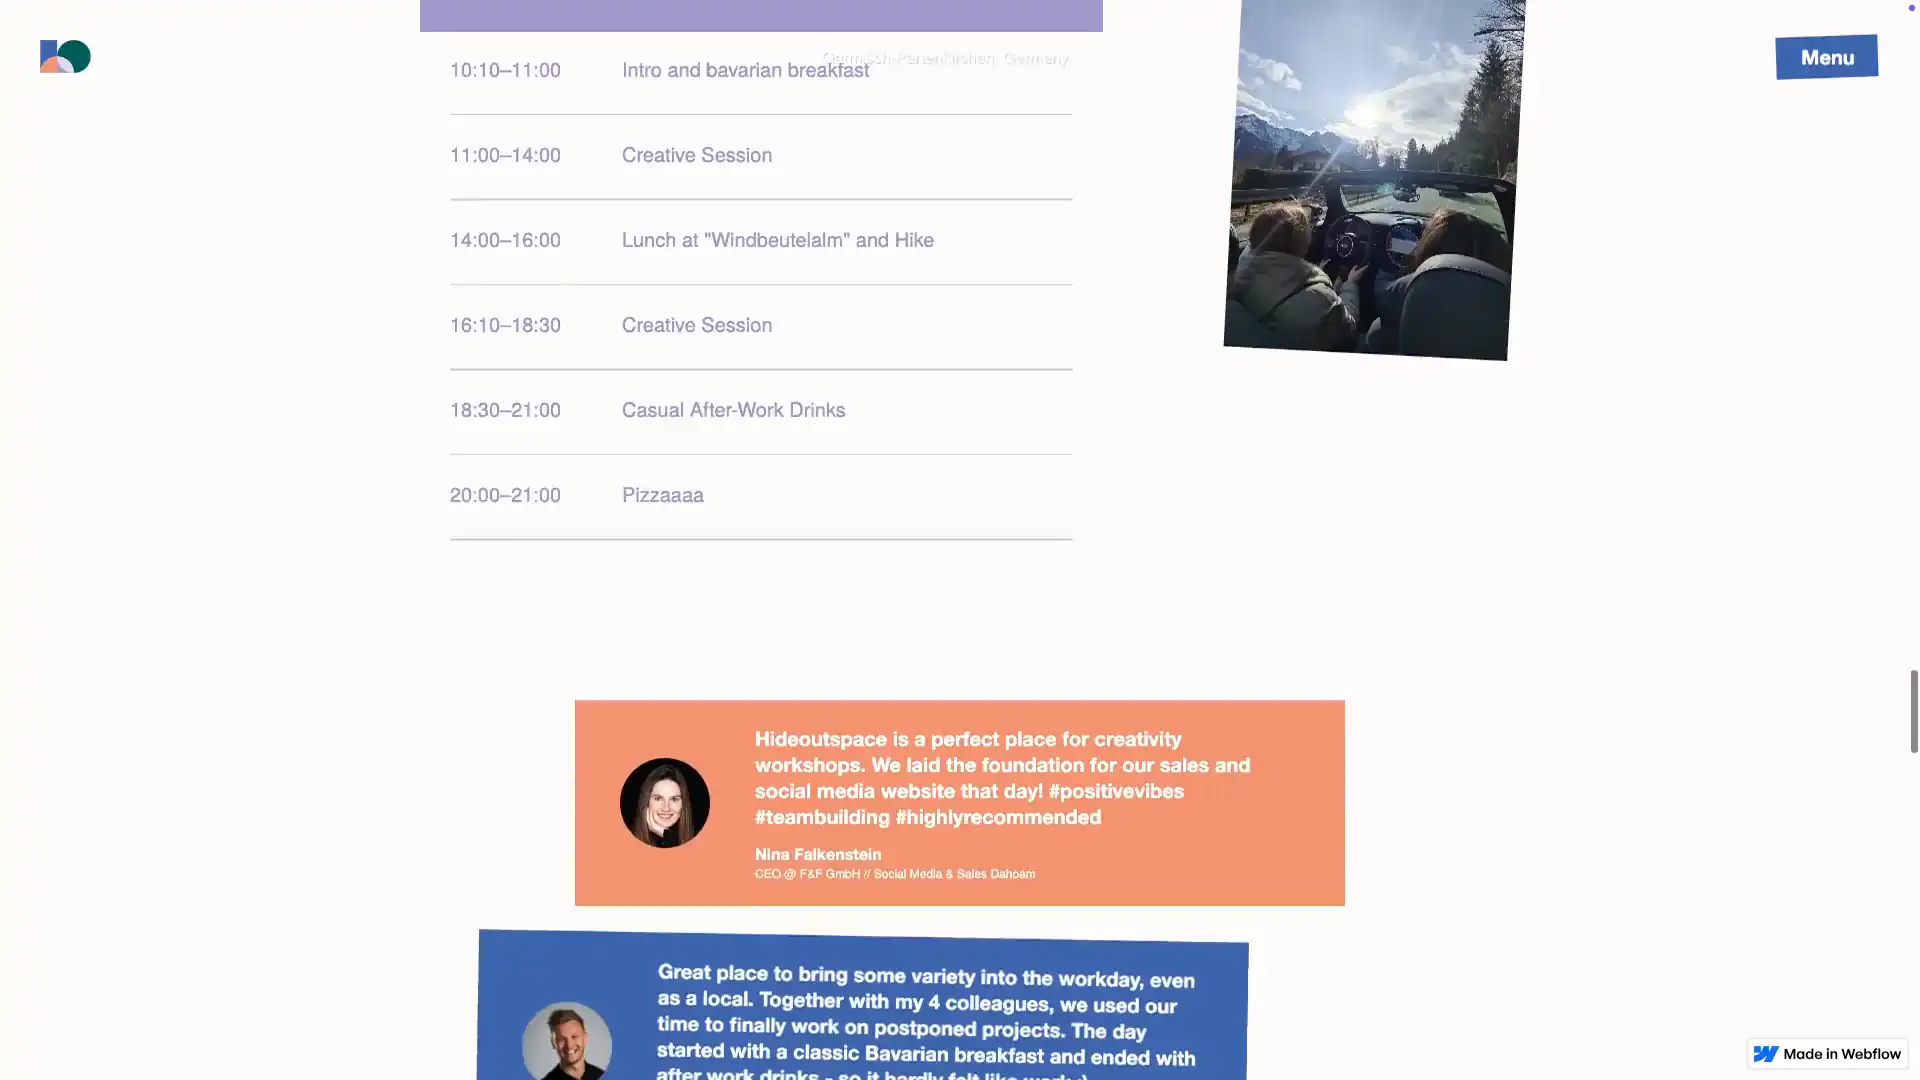 Menu
Garmisch-Partenkirchen, Germany
10:10–11:00 Intro and bavarian breakfast
11:00–14:00 Creative Session
14:00–16:00 Lunch at "Windbeutelalm" and Hike
16:10–18:30 Creative Session
18:30–21:00 Casual After-Work Drinks
20:00–21:00 Pizzaaaa
Hideoutspace is a perfect place for creativity
workshops. We laid the foundation for our sales and
social media website that day! #positivevibes
#teambuilding #highlyrecommended
Nina Falkenstein
CEO @ F&F GmbH // Social Media & Sales Dahoam
Great place to bring some variety into the workday, even
as a local. Together with my 4 colleagues, we used our
time to finally work on postponed projects. The day
started with a classic Bavarian breakfast and ended with
after work drinks - so it hardly felt like work:)
Made in Webflow